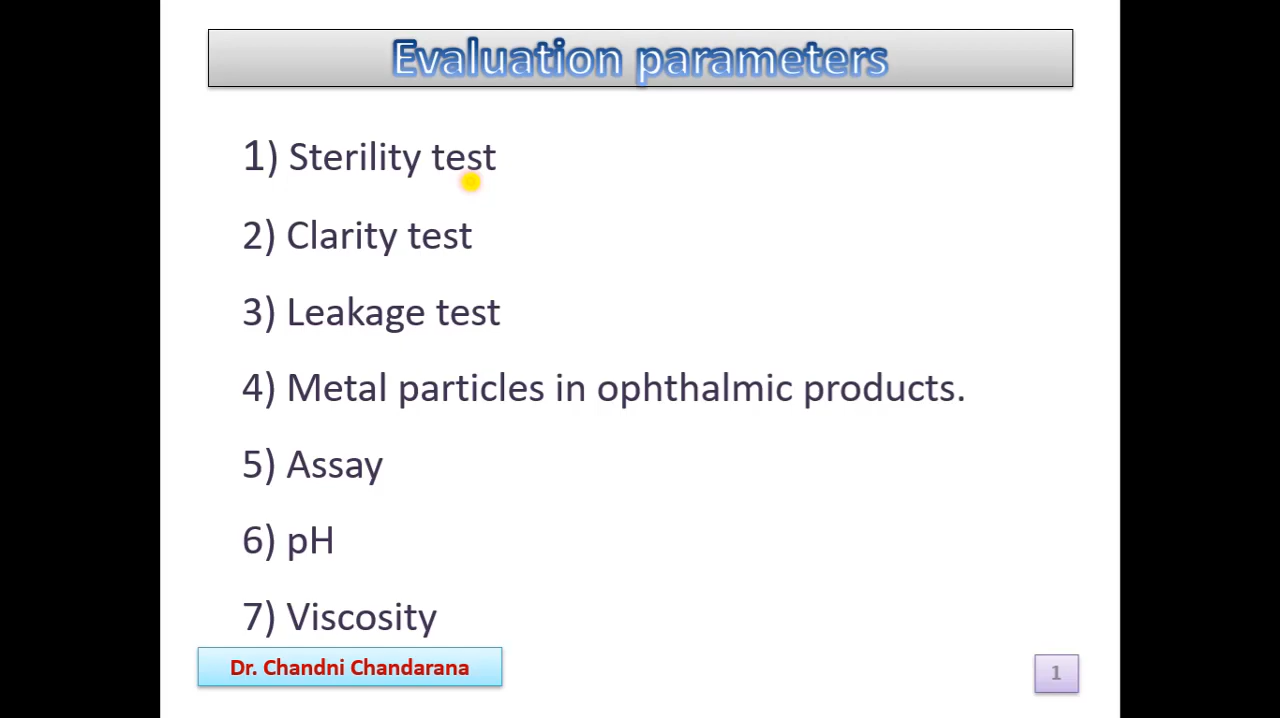 Evaluation parameters
1) Sterility test
2) Clarity test
3) Leakage test
4) Metal particles in ophthalmic products.
5) Assay
6) pH
7) Viscosity
Dr. Chandni Chandarana
1